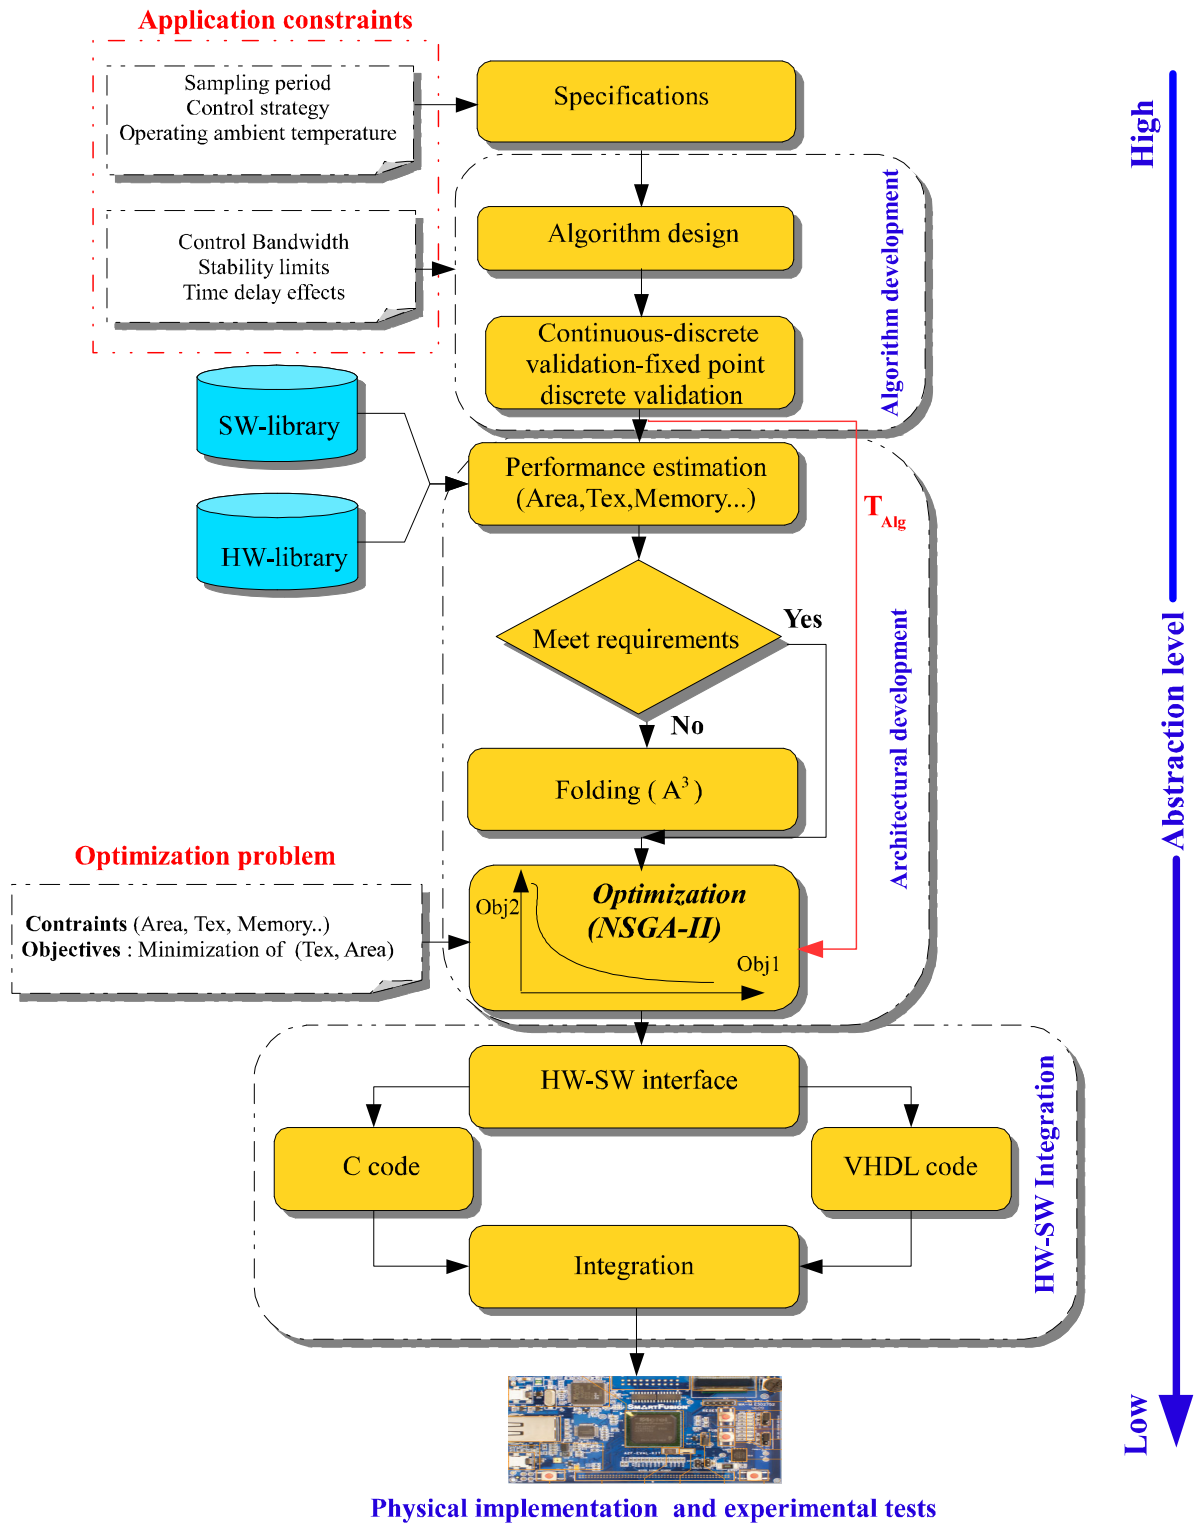 Application constraints
Sampling period
Control strategy
Operating ambient temperature
Specifications
High
Control Bandwidth
Stability limits
Time delay effects
Algorithm design
Algorithm development
Continuous-discrete
validation-fixed point
discrete validation
SW-library
HW-library
Performance estimation
(Area,Tex,Memory...)
T Alg
Meet requirements
Yes
No
Folding ( A³ )
Architectural development
Abstraction level
Optimization problem
Contraints (Area, Tex, Memory..)
Objectives : Minimization of (Tex, Area)
Optimization
(NSGA-II)
Obj2
Obj1
HW-SW interface
C code
VHDL code
Integration
HW-SW Integration
Low
SMARTFUSION
Physical implementation and experimental tests